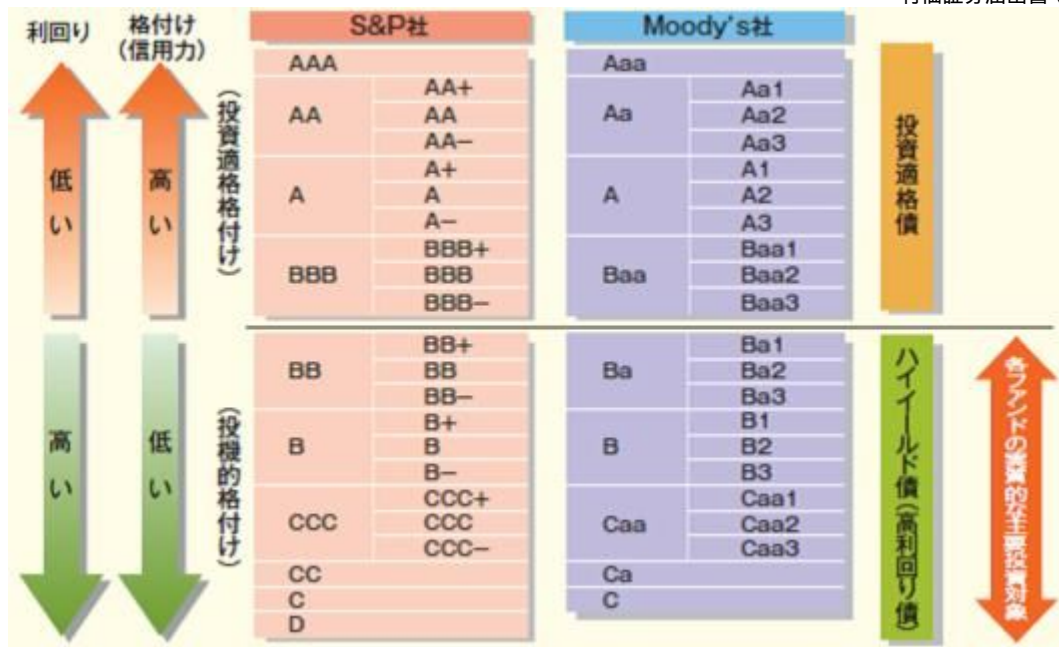 利回り
格付け
(信用力)
S&P社
Moody's社
低い
高い
(投資適格格付け)
AAA
AA
AA+
AA
AA−
A
A+
A
A−
BBB
BBB+
BBB
BBB−
Aaa
Aa
Aa1
Aa2
Aa3
A
A1
A2
A3
Baa
Baa1
Baa2
Baa3
投資適格債
高い
低い
(投機的格付け)
BB
BB+
BB
BB−
B
B+
B
B−
CCC
CCC+
CCC
CCC−
CC
C
D
Ba
Ba1
Ba2
Ba3
B
B1
B2
B3
Caa
Caa1
Caa2
Caa3
Ca
C
ハイイールド債(高利回り債)
各ファンドの実質的な主要投資対象